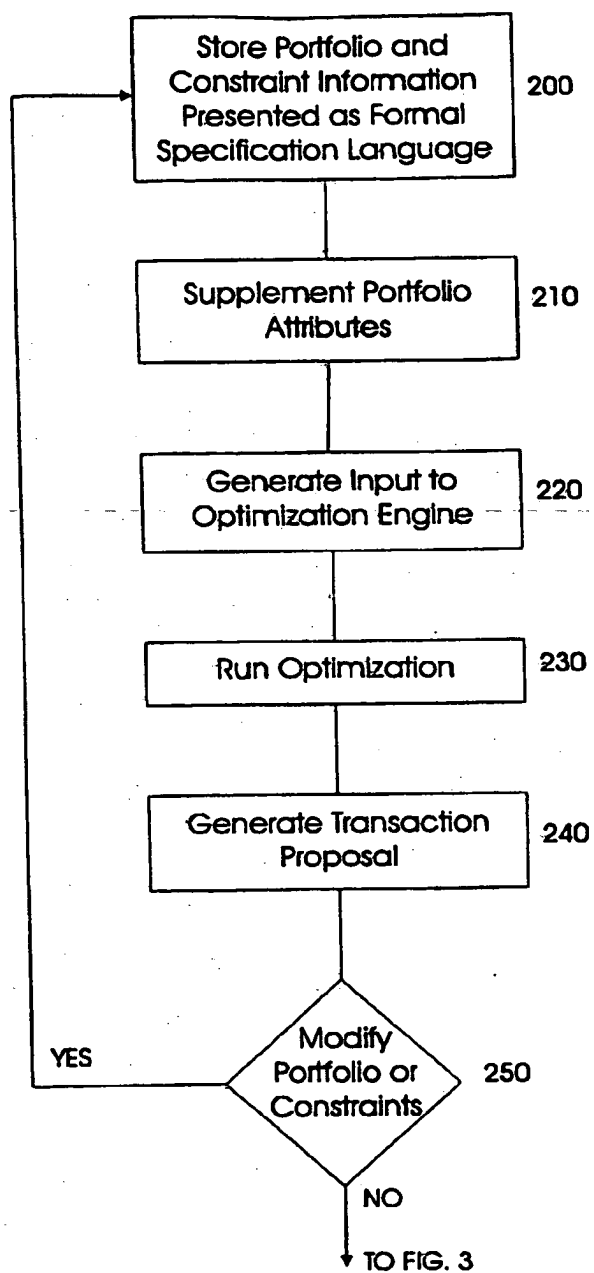 Store Portfolio and
Constraint Information
Presented as Formal
Specification Language
200
Supplement Portfolio
Attributes
210
Generate Input to
Optimization Engine
220
Run Optimization
230
Generate Transaction
Proposal
240
Modify
Portfolio or
Constraints
250
YES
NO
TO FIG. 3